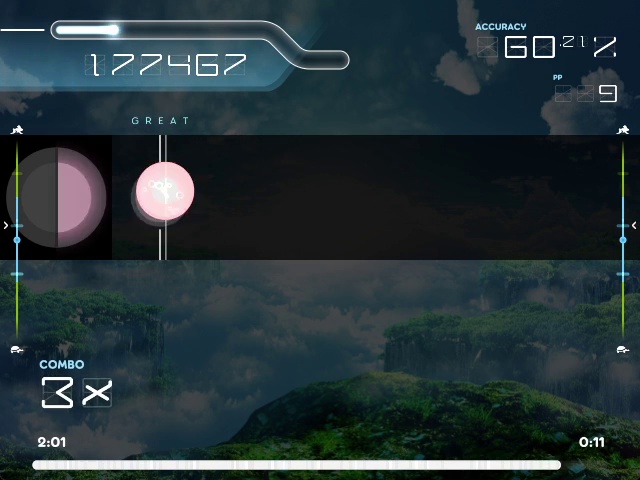 177467
ACCURACY
60.21%
PP
9
GREAT
COMBO
3x
2:01
0:11